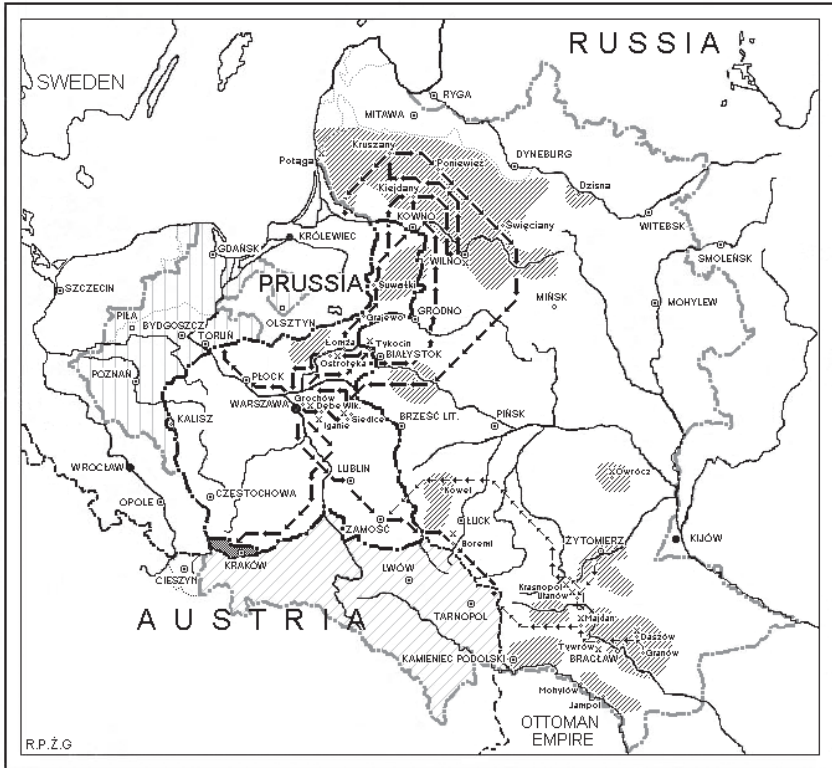 RUSSIA
SWEDEN
RYGA
MITAWA
Kruszany
Połąga
Poniewież
DYNEBURG
Dzisna
Kiejdany
KOWNO
Święciany
WITEBSK
GDAŃSK
KRÓLEWIEC
WILNO
SMOLEŃSK
PRUSSIA
Suwałki
SZCZECIN
MIŃSK
MOHYLEW
PIŁA
OLSZTYN
Grajewo
GRODNO
BYDGOSZCZ
TORUŃ
Łomża
Tykocin
Ostrołęka
BIAŁYSTOK
POZNAŃ
PŁOCK
Grochów
Dębe Wlk.
WARSZAWA
Siedlce
Iganie
BRZEŚĆ LIT.
PIŃSK
KALISZ
WROCŁAW
LUBLIN
Owrócz
OPOLE
CZĘSTOCHOWA
Kowel
ZAMOŚĆ
ŁUCK
ŻYTOMIERZ
KIJÓW
Boreml
KRAKÓW
CIESZYN
LWÓW
Krasnopol
Ułanów
AUSTRIA
TARNOPOL
Majdan
Daszów
Tywrów
Granów
KAMIENIEC PODOLSKI
BRACŁAW
Mohylów
Jampol
OTTOMAN
EMPIRE
R.P.Ż.G